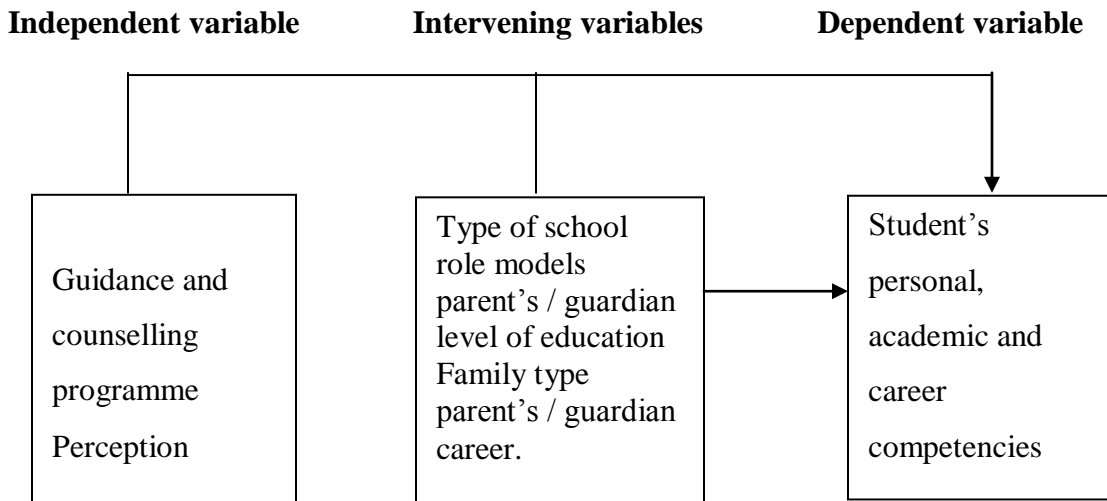 Independent variable
Intervening variables
Dependent variable
Guidance and
counselling
programme
Perception
Type of school
role models
parent’s / guardian
level of education
Family type
parent’s / guardian
career.
Student’s
personal,
academic and
career
competencies